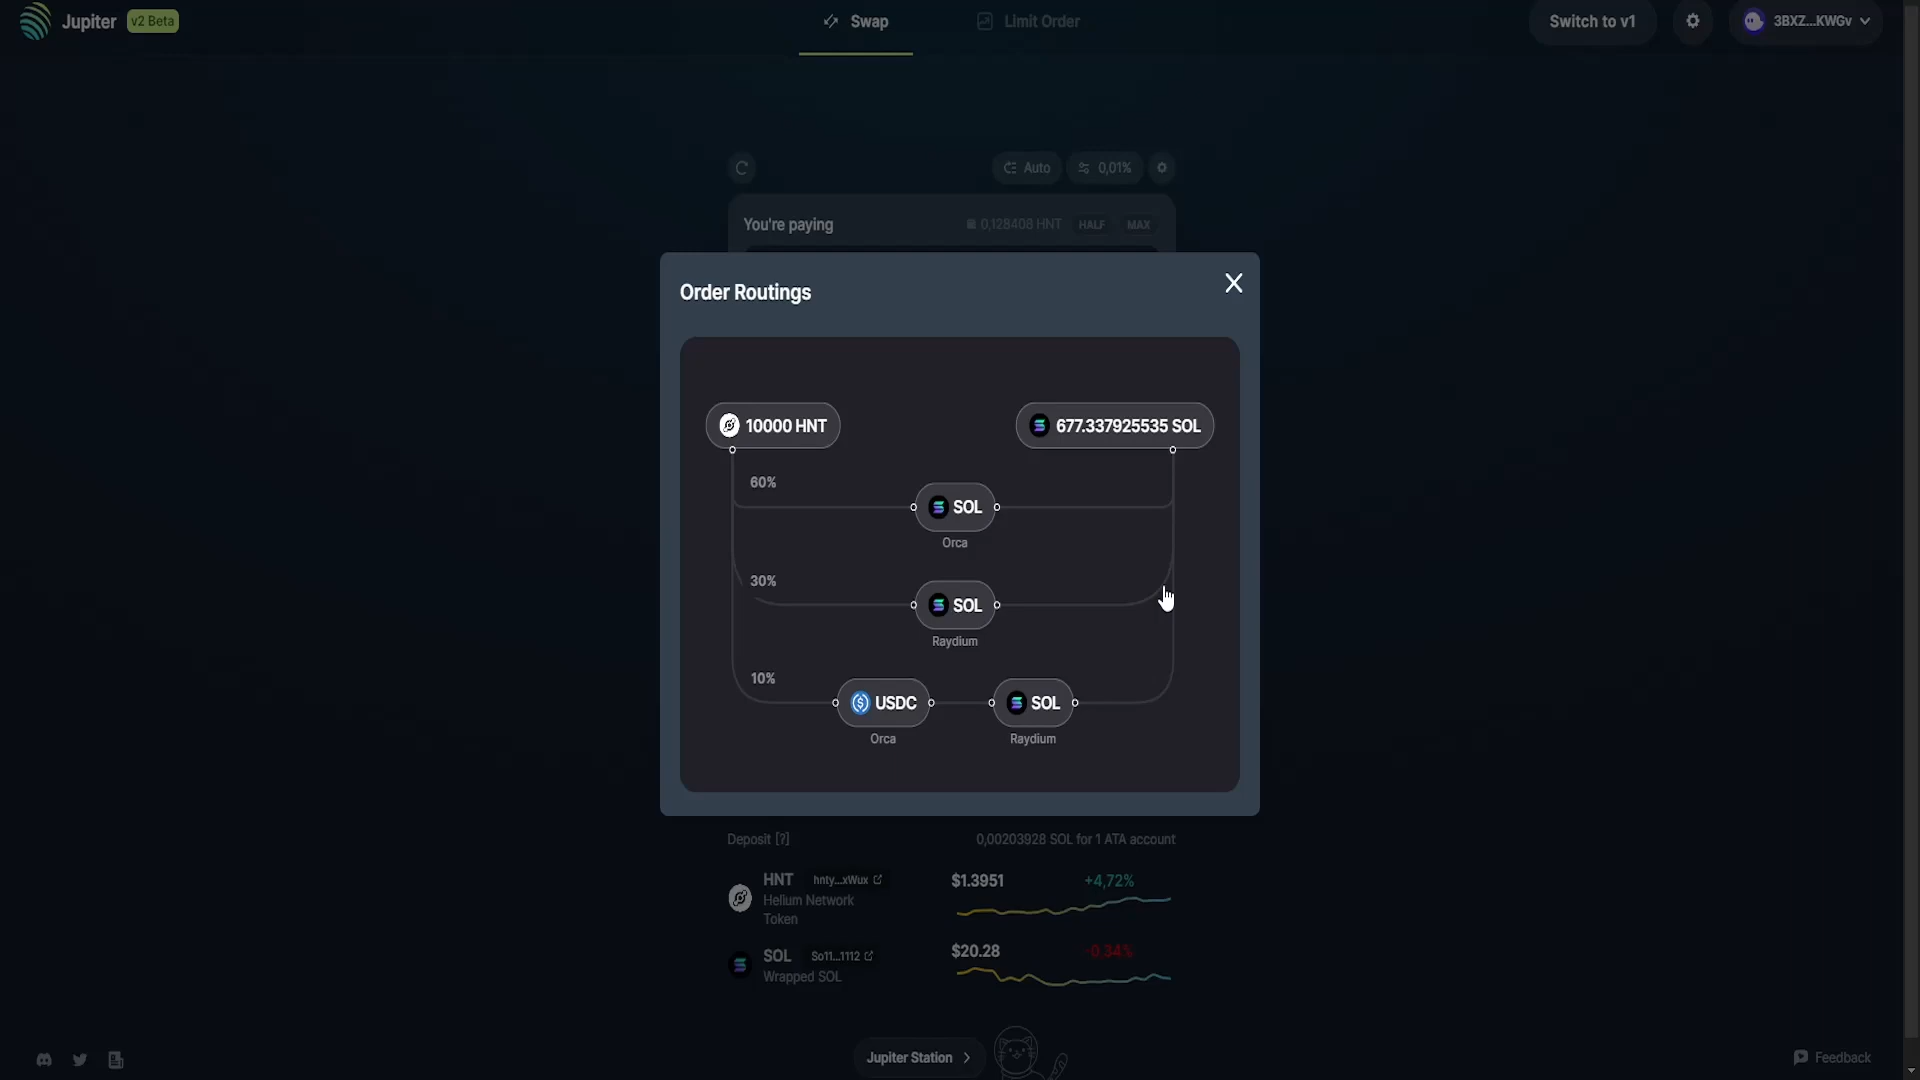 Jupiter v2 Beta
Swap
Limit Order
Switch to v1
3BXZ...KWGv
Auto
0,01%
You're paying
0,128408 HNT
HALF
MAX
Order Routings
10000 HNT
677.337925535 SOL
60%
SOL
Orca
30%
SOL
Raydium
10%
USDC
SOL
Orca
Raydium
Deposit [?]
0,00203928 SOL for 1 ATA account
HNT hnty...xWux
$1.3951
+4,72%
Helium Network
Token
SOL So11...1112
$20.28
-0.34%
Wrapped SOL
Jupiter Station
Feedback